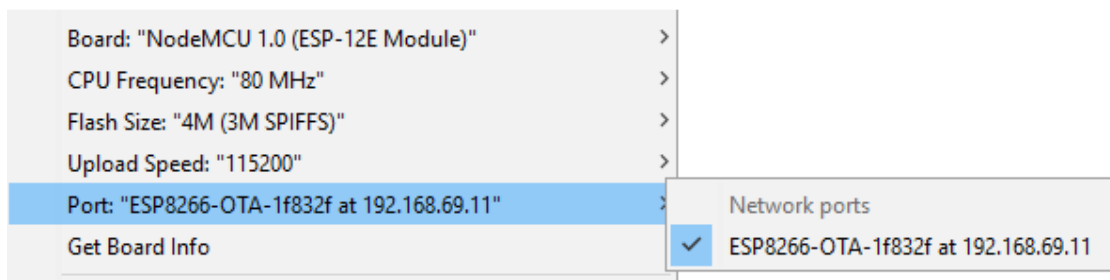 Board: "NodeMCU 1.0 (ESP-12E Module)"
CPU Frequency: "80 MHz"
Flash Size: "4M (3M SPIFFS)"
Upload Speed: "115200"
Port: "ESP8266-OTA-1f832f at 192.168.69.11"
Get Board Info
Network ports
ESP8266-OTA-1f832f at 192.168.69.11